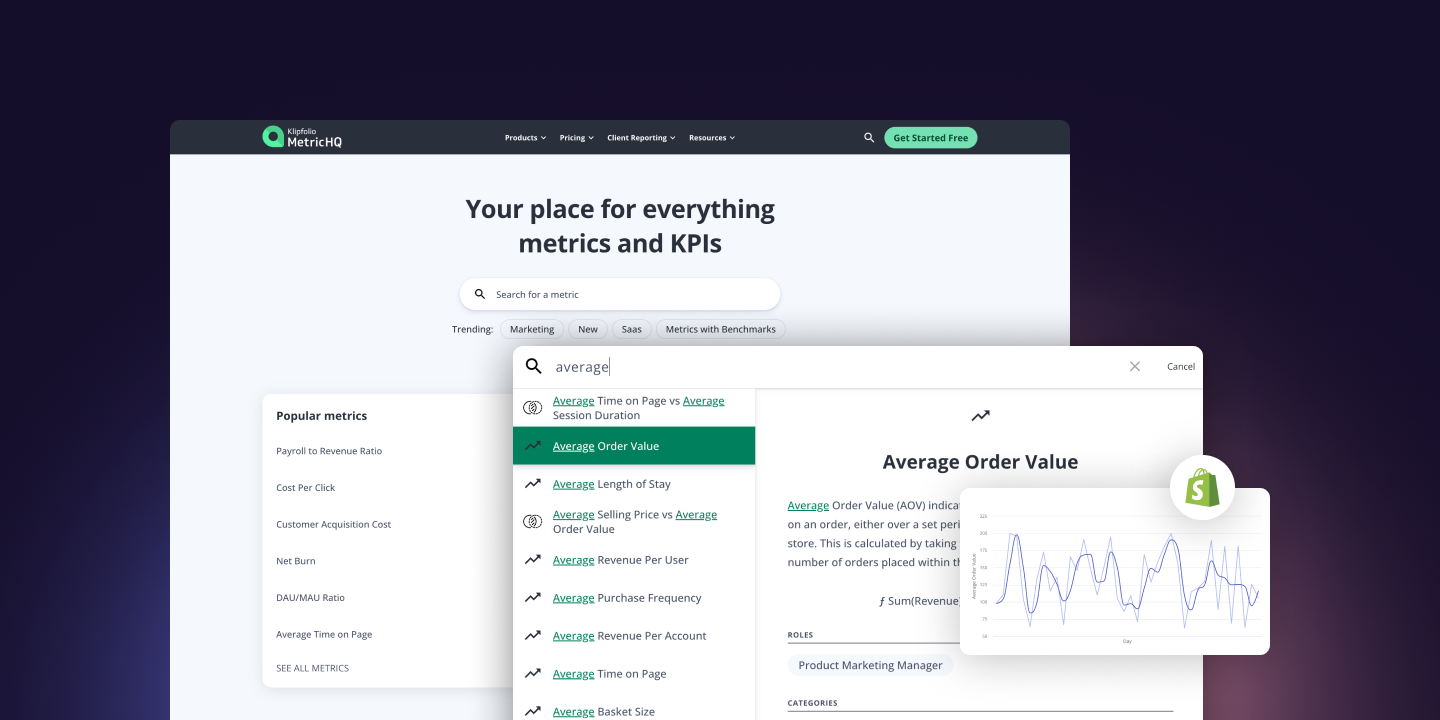 Klipfolio
MetricHQ
Products
Pricing
Client Reporting
Resources
Get Started Free
Your place for everything
metrics and KPIs
Search for a metric
Trending:
Marketing
New
Saas
Metrics with Benchmarks
Popular metrics
Payroll to Revenue Ratio
Cost Per Click
Customer Acquisition Cost
Net Burn
DAU/MAU Ratio
Average Time on Page
SEE ALL METRICS
average
Cancel
Average Time on Page vs Average
Session Duration
Average Order Value
Average Length of Stay
Average Selling Price vs Average
Order Value
Average Revenue Per User
Average Purchase Frequency
Average Revenue Per Account
Average Time on Page
Average Basket Size
Average Order Value
Average Order Value (AOV) indicat
on an order, either over a set peri
store. This is calculated by taking
number of orders placed within th
ƒ Sum(Revenue)
ROLES
Product Marketing Manager
CATEGORIES
S
Average Order Value
225
200
175
150
125
100
75
50
Day